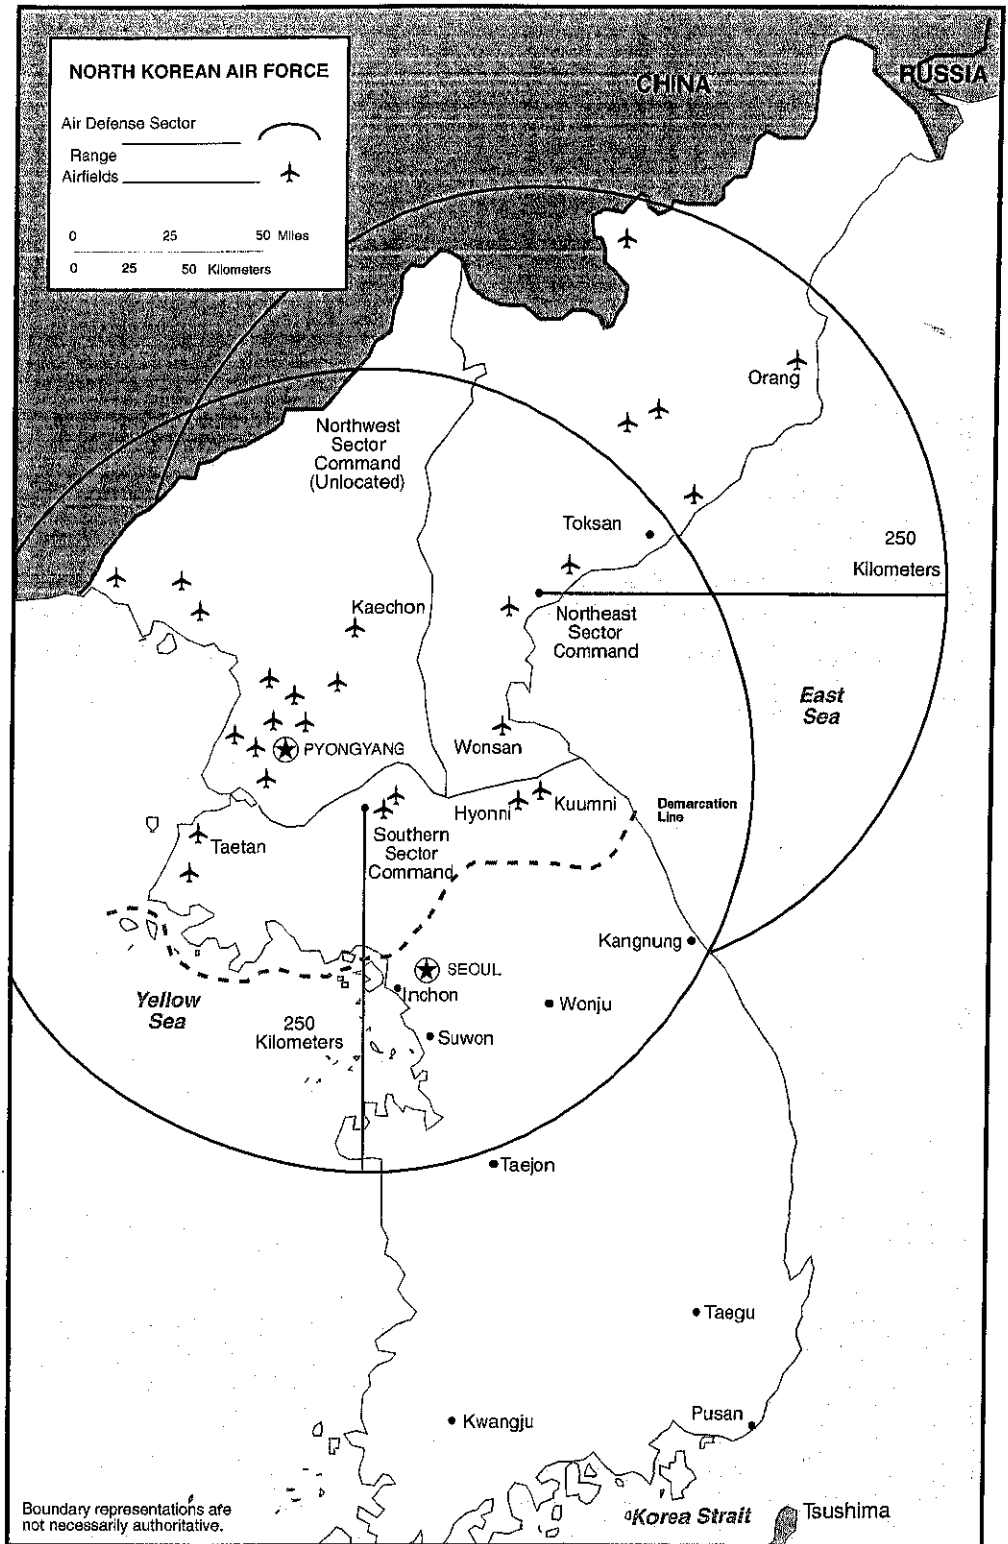 NORTH KOREAN AIR FORCE
Air Defense Sector
Range
Airfields
0 25 50 Miles
0 25 50 Kilometers
CHINA
RUSSIA
Orang
Northwest
Sector
Command
(Unlocated)
Toksan
250
Kilometers
Kaechon
Northeast
Sector
Command
East
Sea
PYONGYANG
Wonsan
Hyonni
Kuumni
Demarcation
Line
Taetan
Southern
Sector
Command
Kangnung
SEOUL
Inchon
Yellow
Sea
250
Kilometers
Wonju
Suwon
Taejon
Taegu
Kwangju
Pusan
Boundary representations are
not necessarily authoritative.
Korea Strait
Tsushima